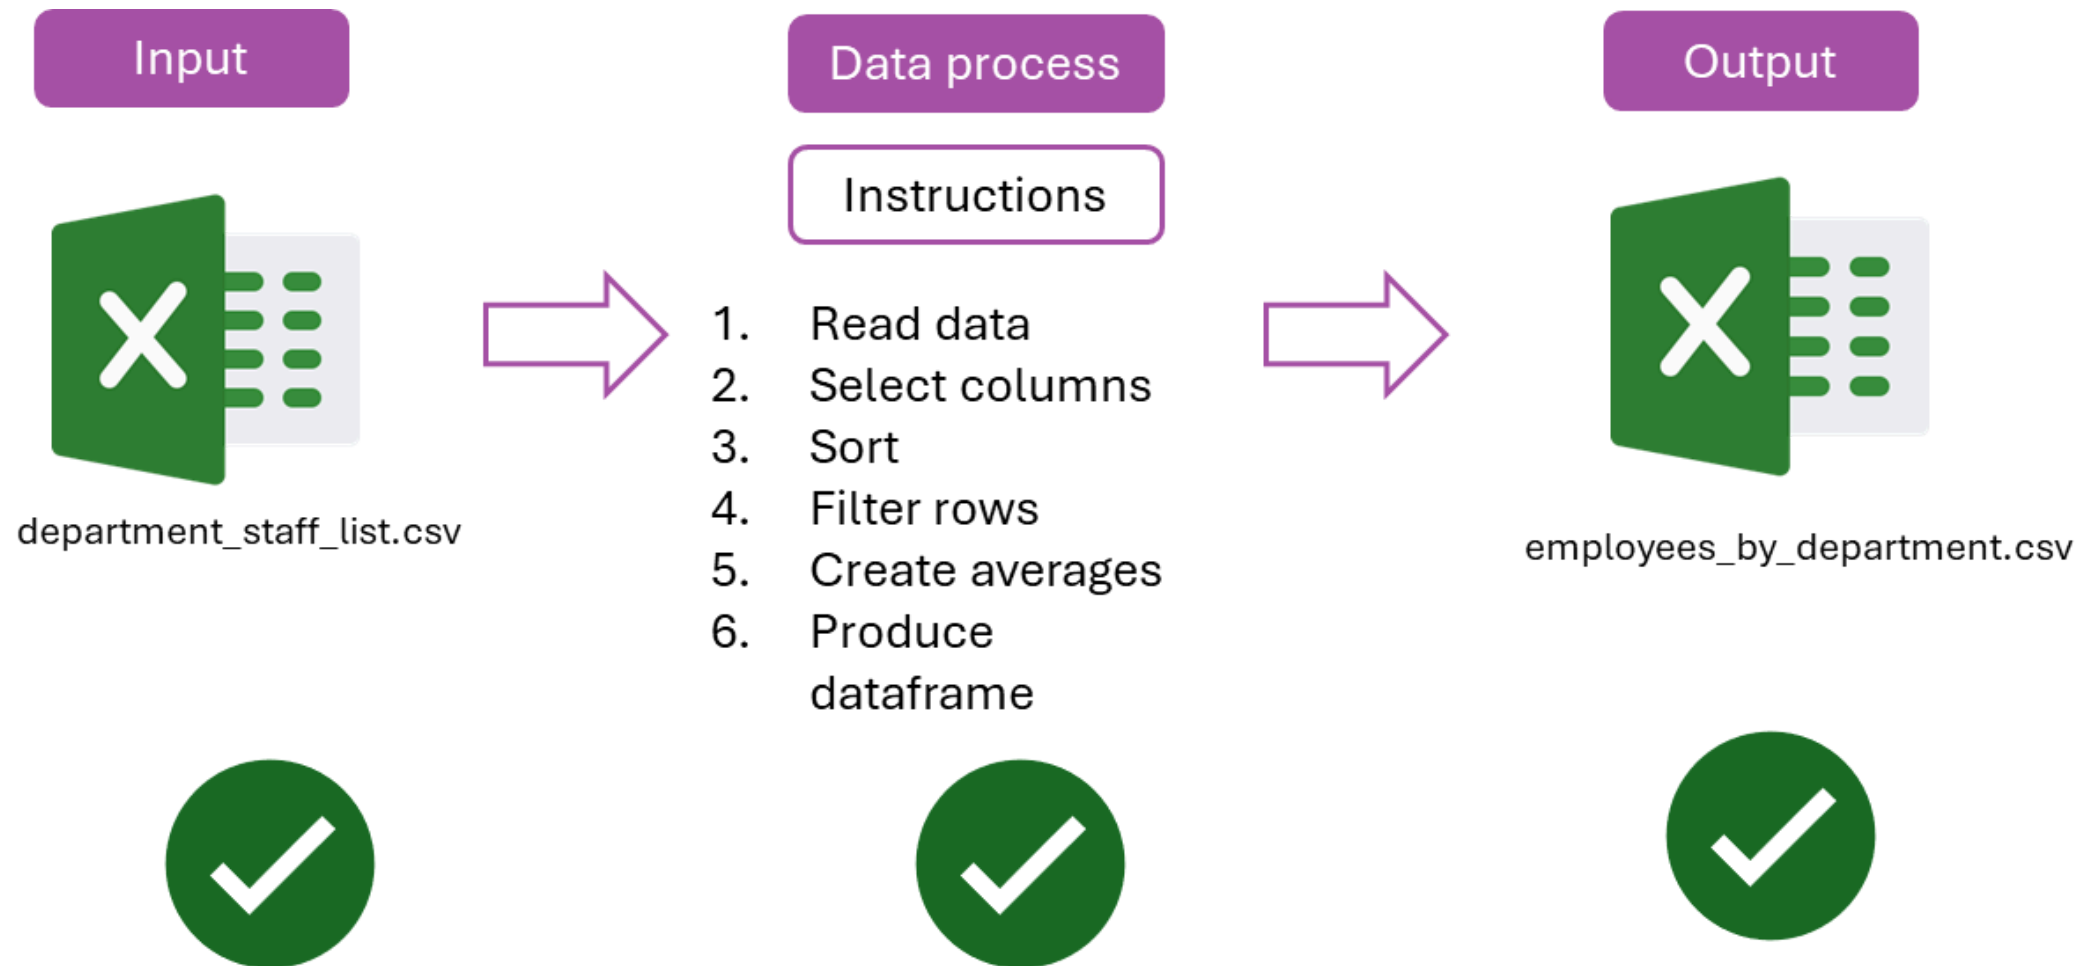 Input
department_staff_list.csv
Data process
Instructions
1. Read data
2. Select columns
3. Sort
4. Filter rows
5. Create averages
6. Produce
dataframe
Output
employees_by_department.csv